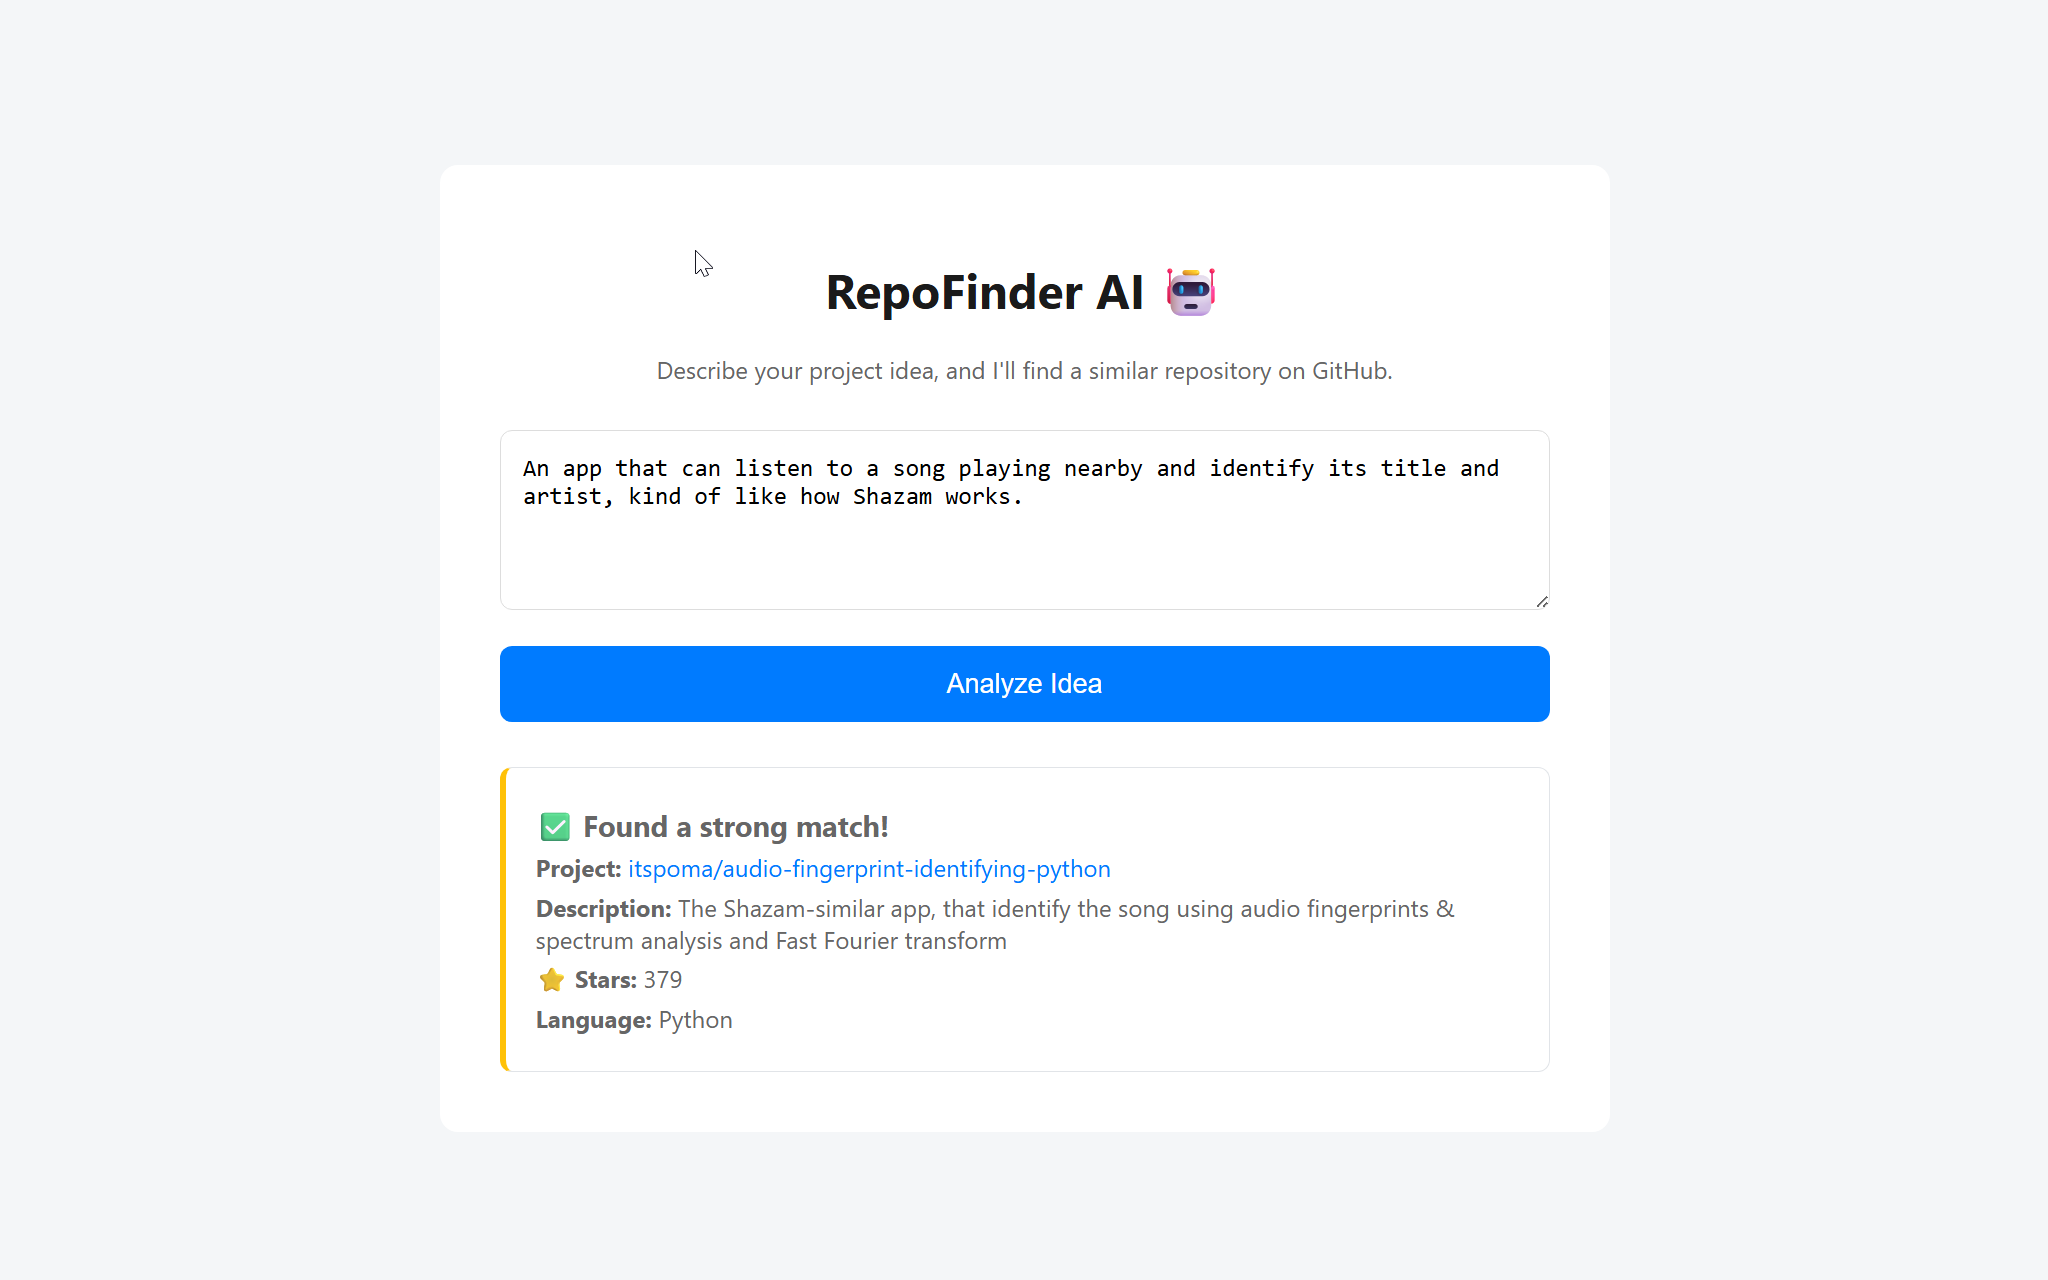 RepoFinder AI 🤖
Describe your project idea, and I'll find a similar repository on GitHub.
An app that can listen to a song playing nearby and identify its title and
artist, kind of like how Shazam works.
Analyze Idea
✅ Found a strong match!
Project: itspoma/audio-fingerprint-identifying-python
Description: The Shazam-similar app, that identify the song using audio fingerprints &
spectrum analysis and Fast Fourier transform
⭐ Stars: 379
Language: Python